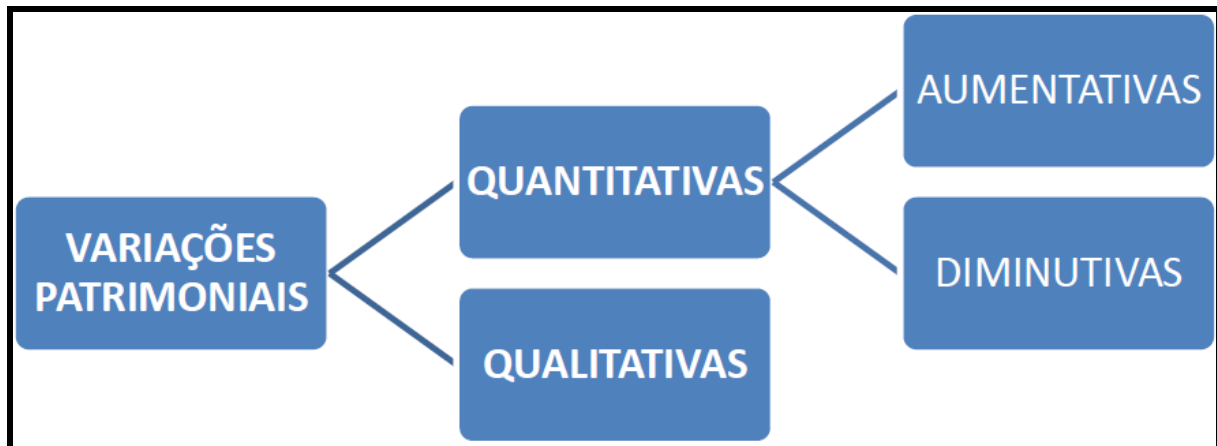 VARIAÇÕES
PATRIMONIAIS
QUANTITATIVAS
QUALITATIVAS
AUMENTATIVAS
DIMINUTIVAS